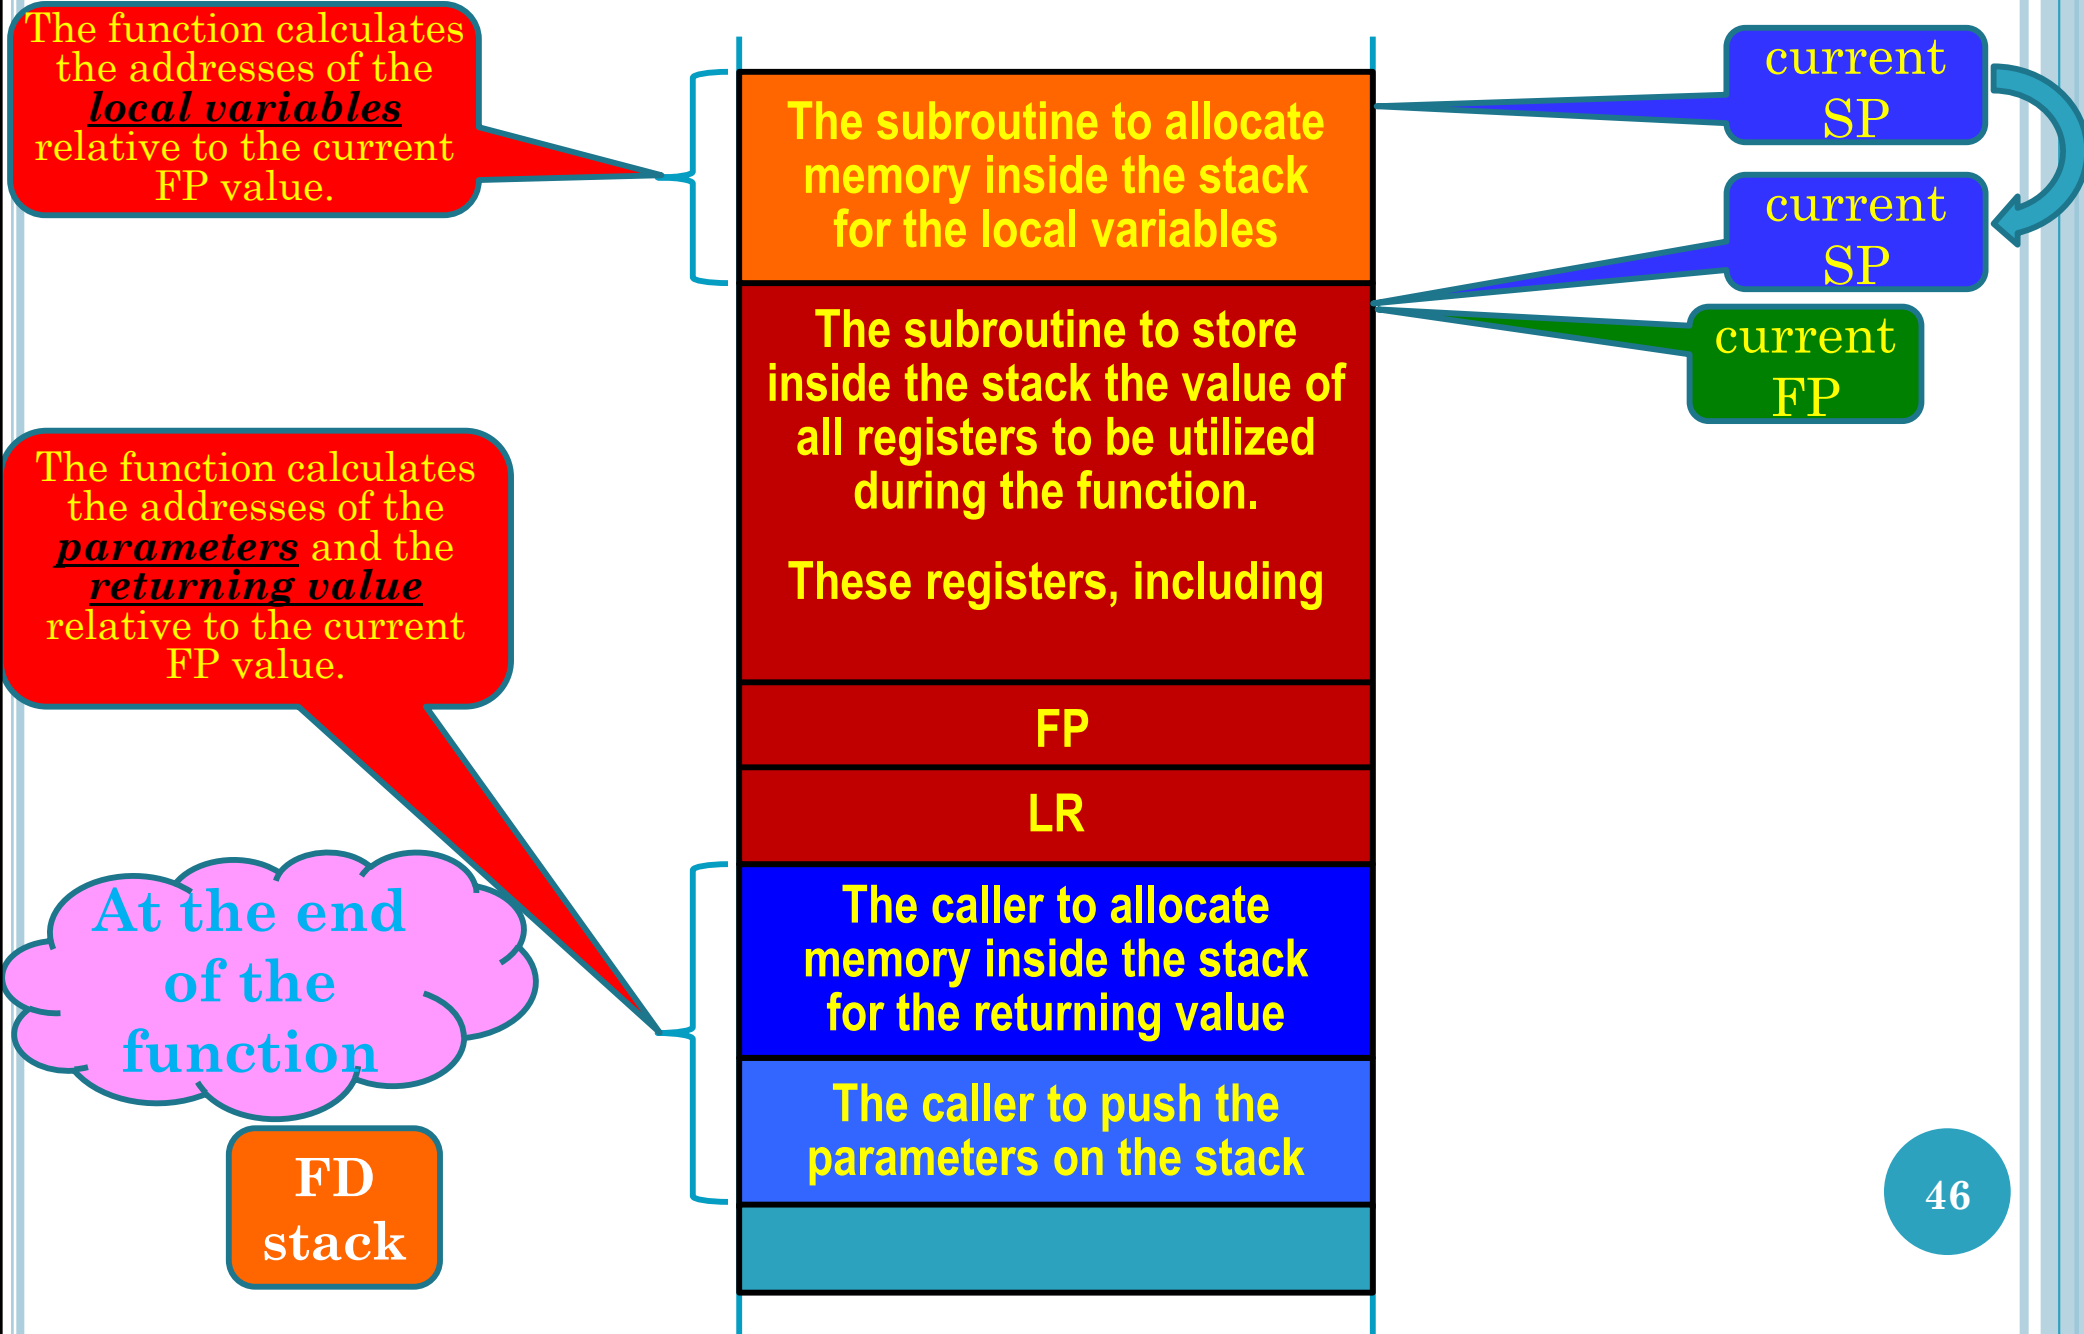 The function calculates
the addresses of the
local variables
relative to the current
FP value.
The subroutine to allocate
memory inside the stack
for the local variables
current
SP
current
SP
current
FP
The subroutine to store
inside the stack the value of
all registers to be utilized
during the function.
These registers, including
The function calculates
the addresses of the
parameters and the
returning value
relative to the current
FP value.
FP
LR
At the end
of the
function
The caller to allocate
memory inside the stack
for the returning value
The caller to push the
parameters on the stack
FD
stack
46